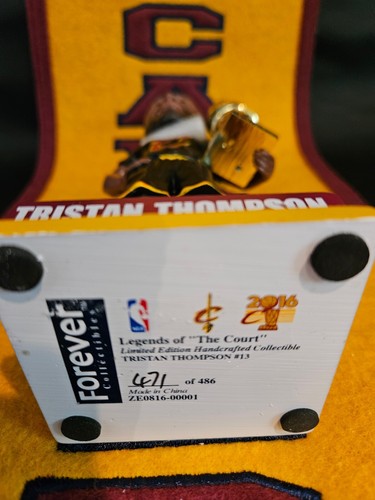 CAV
TRISTAN THOMPSON
Forever
Collectibles
2016
Legends of "The Court"
Limited Edition Handcrafted Collectible
TRISTAN THOMPSON #13
471 of 486
Made in China
ZE0816-00001